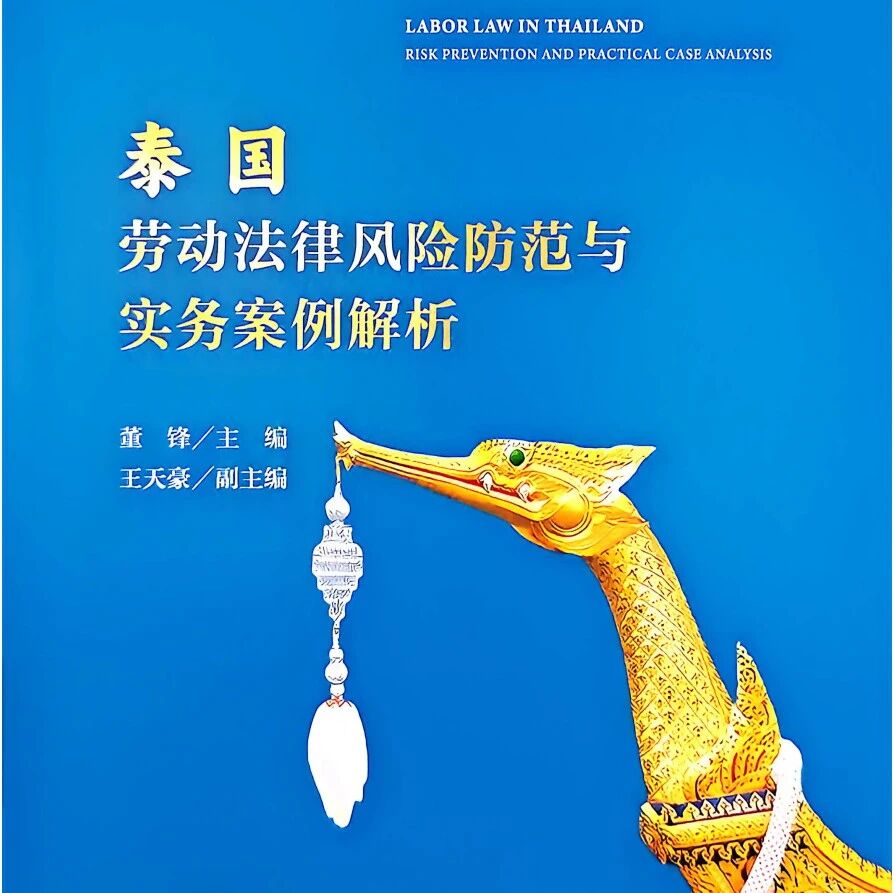 LABOR LAW IN THAILAND
RISK PREVENTION AND PRACTICAL CASE ANALYSIS
泰国
劳动法律风险防范与
实务案例解析
董 锋／主 编
王天豪／副主编